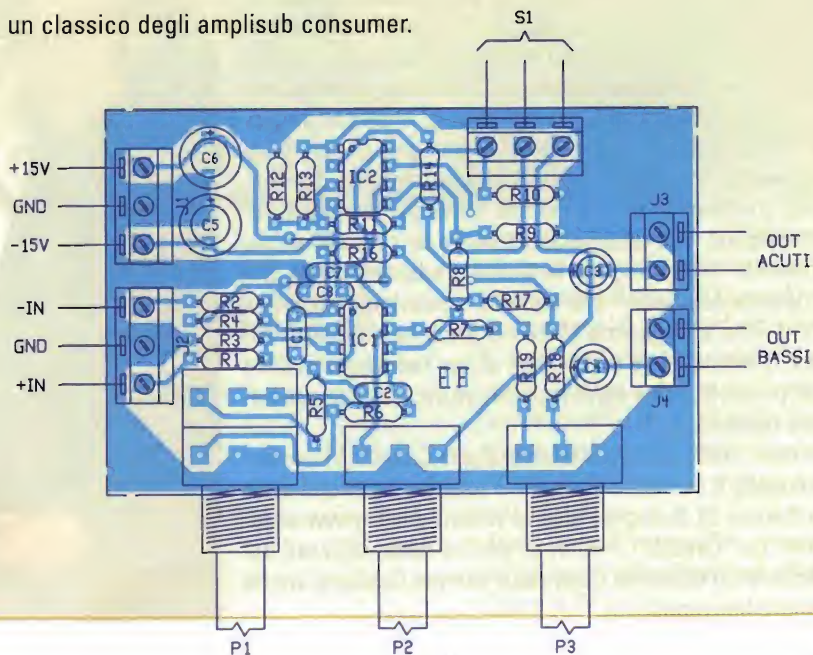 un classico degli amplisub consumer.
S1
+15V
GND
-15V
-IN
GND
+IN
C6
C5
R12
R13
IC2
R14
R11
R16
C7
C8
R2
R4
R3
R1
J2
C1
IC1
R5
C2
R6
R7
R8
R10
R9
R17
R19
R18
C3
C4
J3
OUT
ACUTI
OUT
BASSI
J4
P1
P2
P3